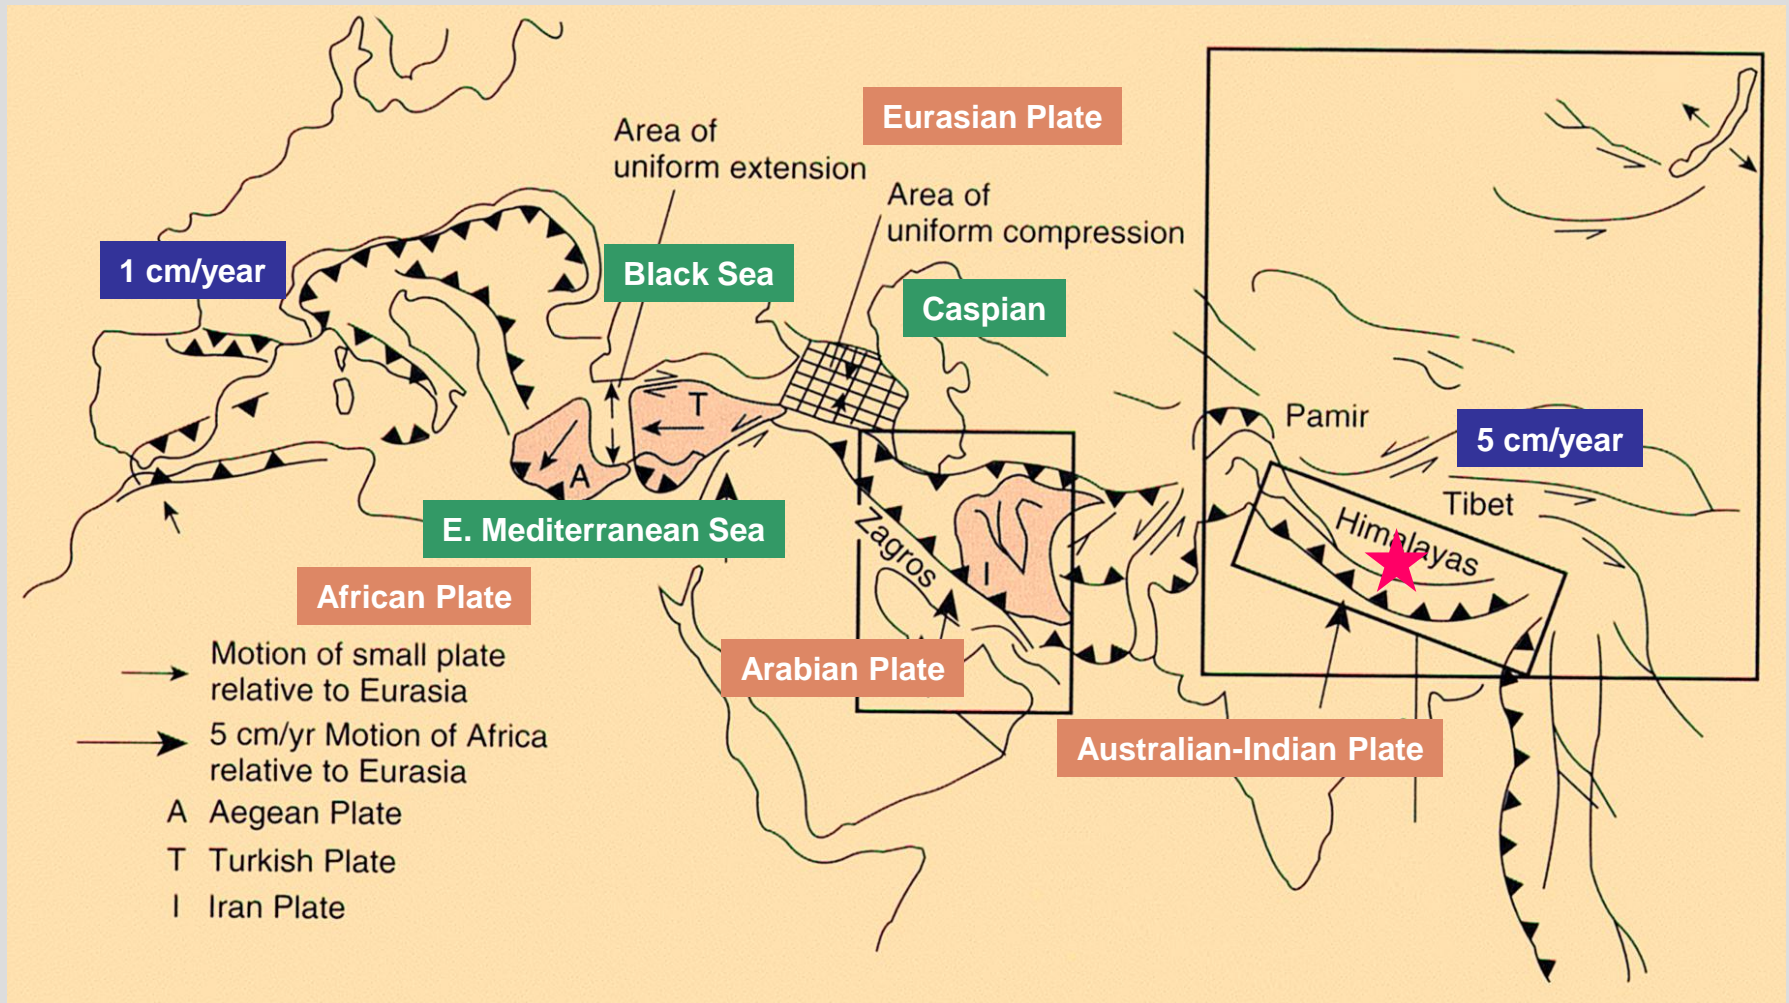 Eurasian Plate
Area of
uniform extension
Area of
uniform compression
1 cm/year
Black Sea
Caspian
T
A
Pamir
5 cm/year
Tibet
Himalayas
E. Mediterranean Sea
Zagros
I
African Plate
Arabian Plate
Australian-Indian Plate
Motion of small plate
relative to Eurasia
5 cm/yr Motion of Africa
relative to Eurasia
A Aegean Plate
T Turkish Plate
I Iran Plate